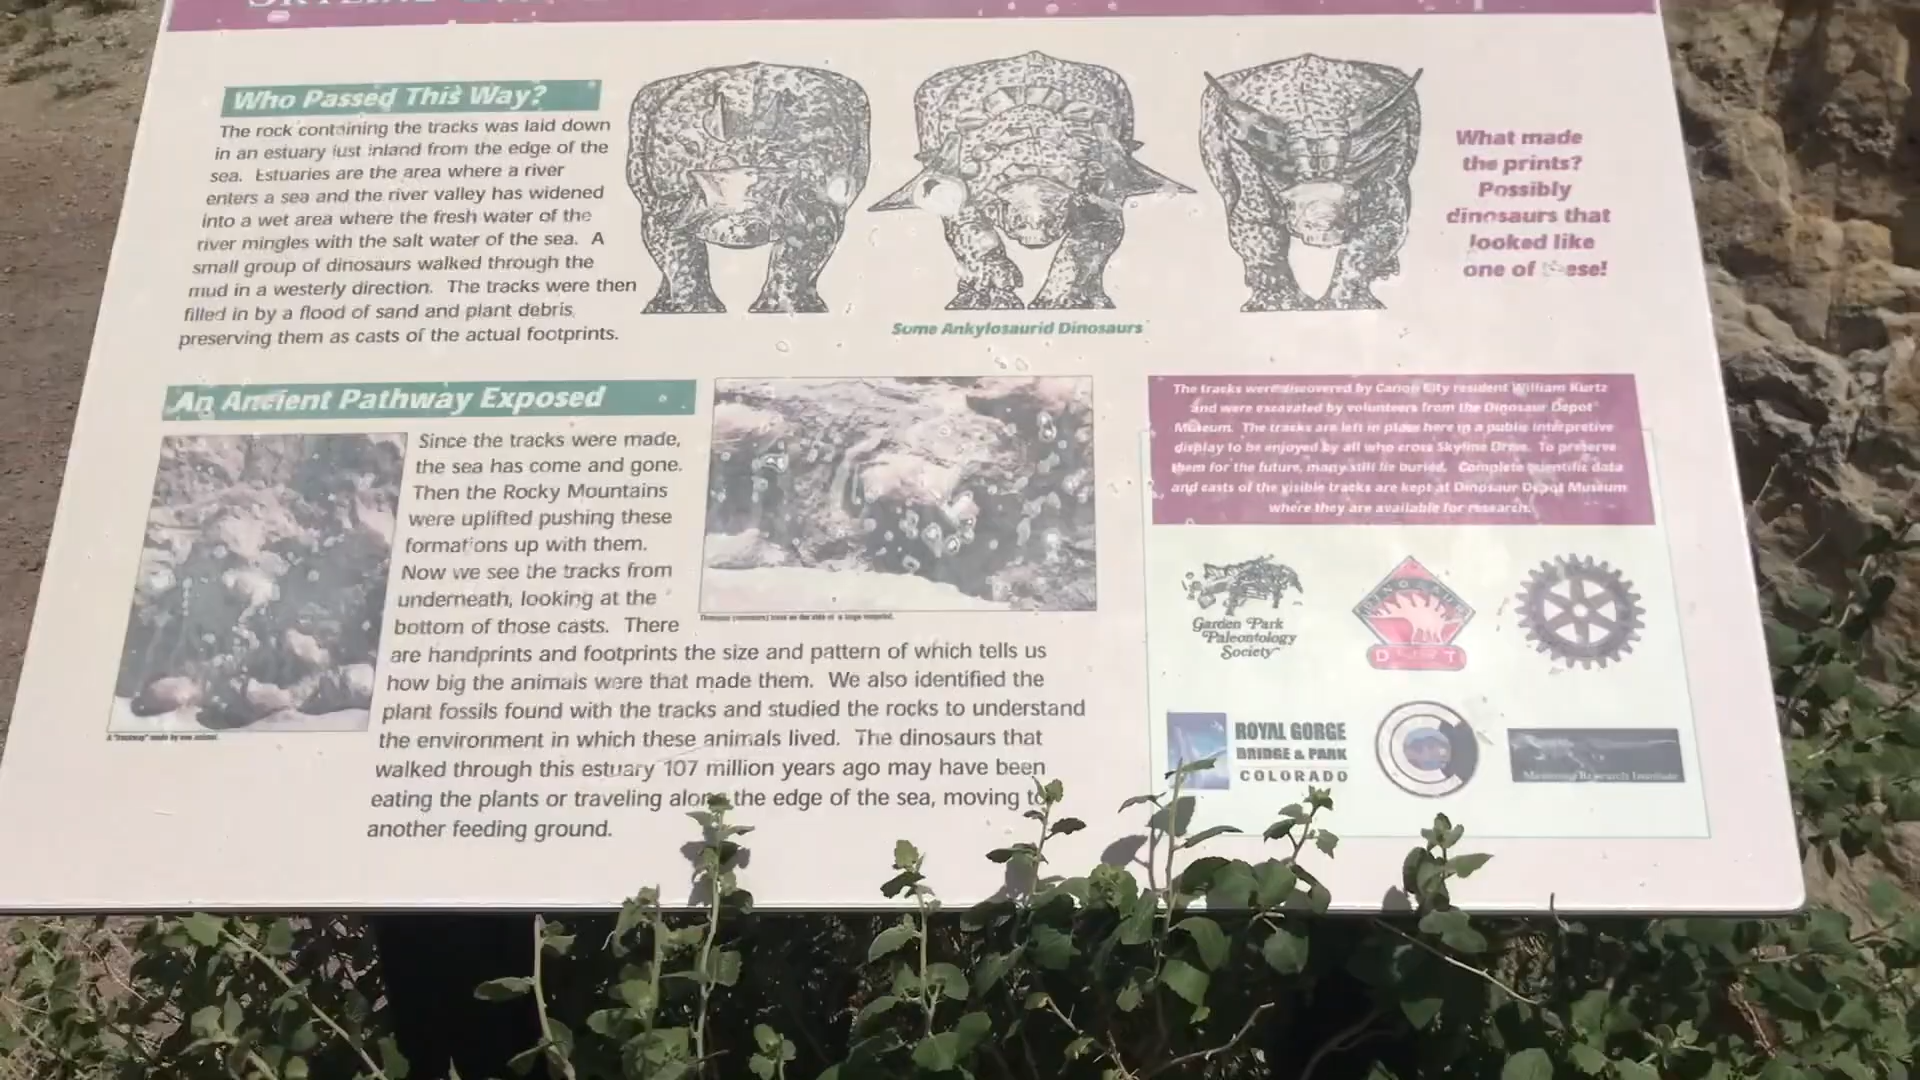 Who Passed This Way?
The rock containing the tracks was laid down
in an estuary just inland from the edge of the
sea. Estuaries are the area where a river
enters a sea and the river valley has widened
into a wet area where the fresh water of the
river mingles with the salt water of the sea. A
small group of dinosaurs walked through the
mud in a westerly direction. The tracks were then
filled in by a flood of sand and plant debris,
preserving them as casts of the actual footprints.
Some Ankylosaurid Dinosaurs
What made
the prints?
Possibly
dinosaurs that
looked like
one of these!
An Ancient Pathway Exposed
Since the tracks were made,
the sea has come and gone.
Then the Rocky Mountains
were uplifted pushing these
formations up with them.
Now we see the tracks from
underneath, looking at the
bottom of those casts. There
are handprints and footprints the size and pattern of which tells us
how big the animals were that made them. We also identified the
plant fossils found with the tracks and studied the rocks to understand
the environment in which these animals lived. The dinosaurs that
walked through this estuary 107 million years ago may have been
eating the plants or traveling along the edge of the sea, moving to
another feeding ground.
A "trackway" made by one animal.
The tracks were discovered by Canon City resident William Kurtz
and were excavated by volunteers from the Dinosaur Depot
Museum. The tracks are left in place here in a public interpretive
display to be enjoyed by all who cross Skyline Drive. To preserve
them for the future, many still lie buried. Complete scientific data
and casts of the visible tracks are kept at Dinosaur Depot Museum
where they are available for research.
Garden Park
Paleontology
Society
ROYAL GORGE
BRIDGE & PARK
COLORADO
Research Institute